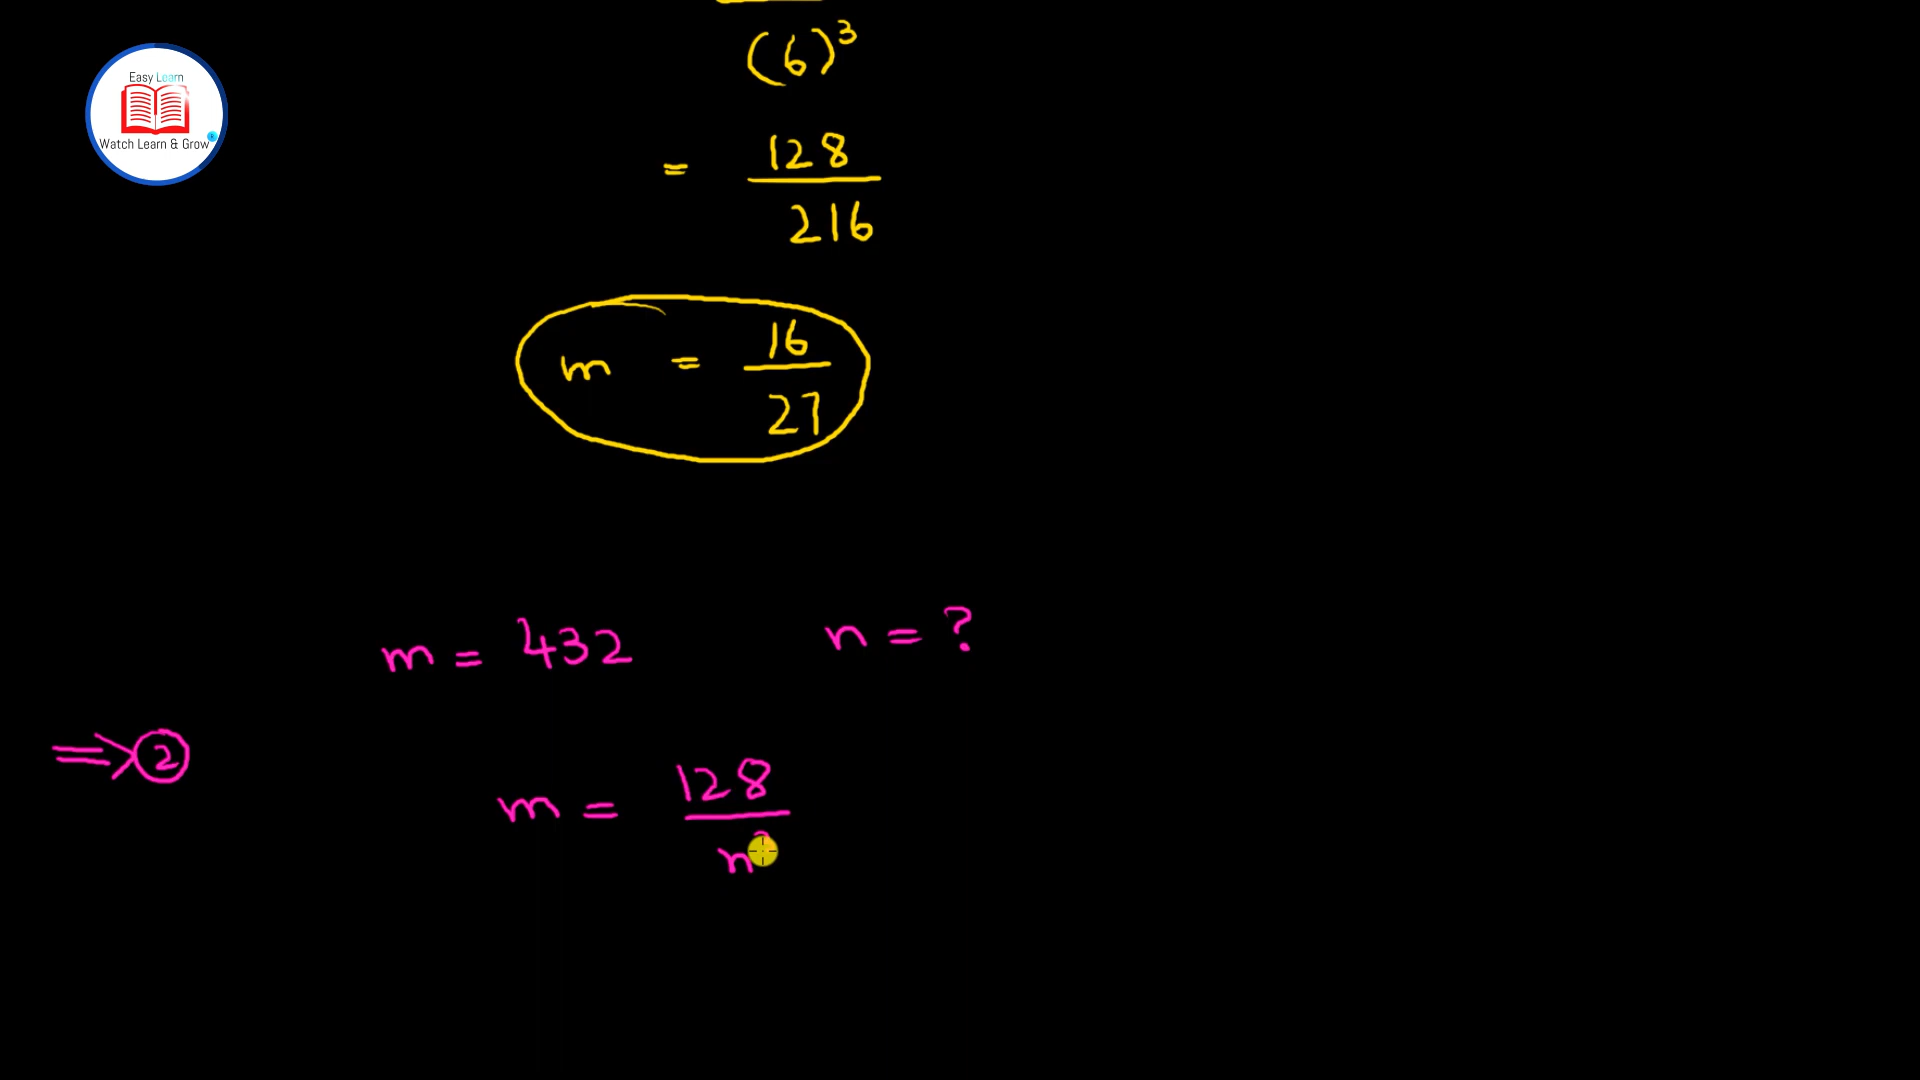 Easy Learn
Watch Learn & Grow
(6)³
= 128
216
m = 16
27
m = 432 n = ?
⇒ 2
m = 128
n